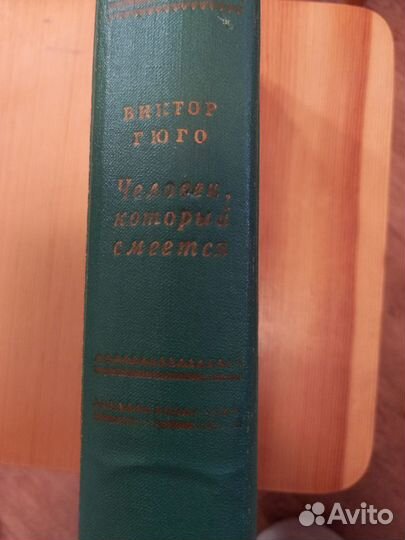 ВИКТОР
ГЮГО
Человек,
который
смеется
Avito